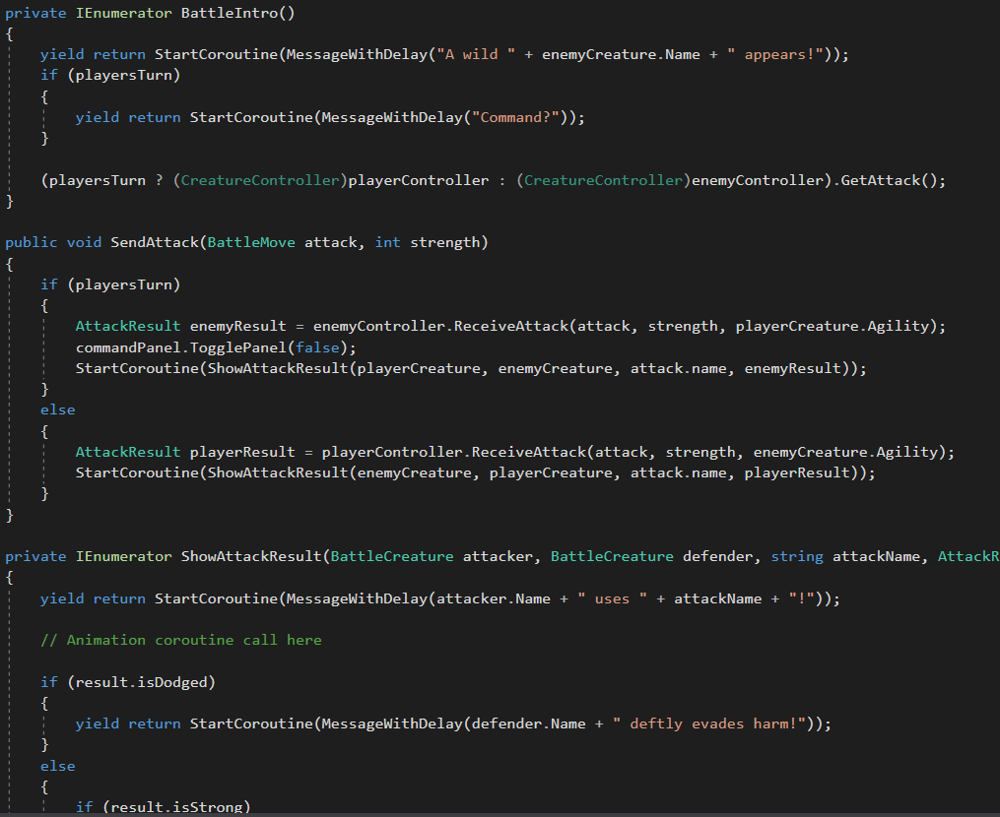 private IEnumerator BattleIntro()
{
    yield return StartCoroutine(MessageWithDelay("A wild " + enemyCreature.Name + " appears!"));
    if (playersTurn)
    {
        yield return StartCoroutine(MessageWithDelay("Command?"));
    }

    (playersTurn ? (CreatureController)playerController : (CreatureController)enemyController).GetAttack();
}

public void SendAttack(BattleMove attack, int strength)
{
    if (playersTurn)
    {
        AttackResult enemyResult = enemyController.ReceiveAttack(attack, strength, playerCreature.Agility);
        commandPanel.TogglePanel(false);
        StartCoroutine(ShowAttackResult(playerCreature, enemyCreature, attack.name, enemyResult));
    }
    else
    {
        AttackResult playerResult = playerController.ReceiveAttack(attack, strength, enemyCreature.Agility);
        StartCoroutine(ShowAttackResult(enemyCreature, playerCreature, attack.name, playerResult));
    }
}

private IEnumerator ShowAttackResult(BattleCreature attacker, BattleCreature defender, string attackName, AttackR
{
    yield return StartCoroutine(MessageWithDelay(attacker.Name + " uses " + attackName + "!"));

    // Animation coroutine call here

    if (result.isDodged)
    {
        yield return StartCoroutine(MessageWithDelay(defender.Name + " deftly evades harm!"));
    }
    else
    {
        if (result.isStrong)